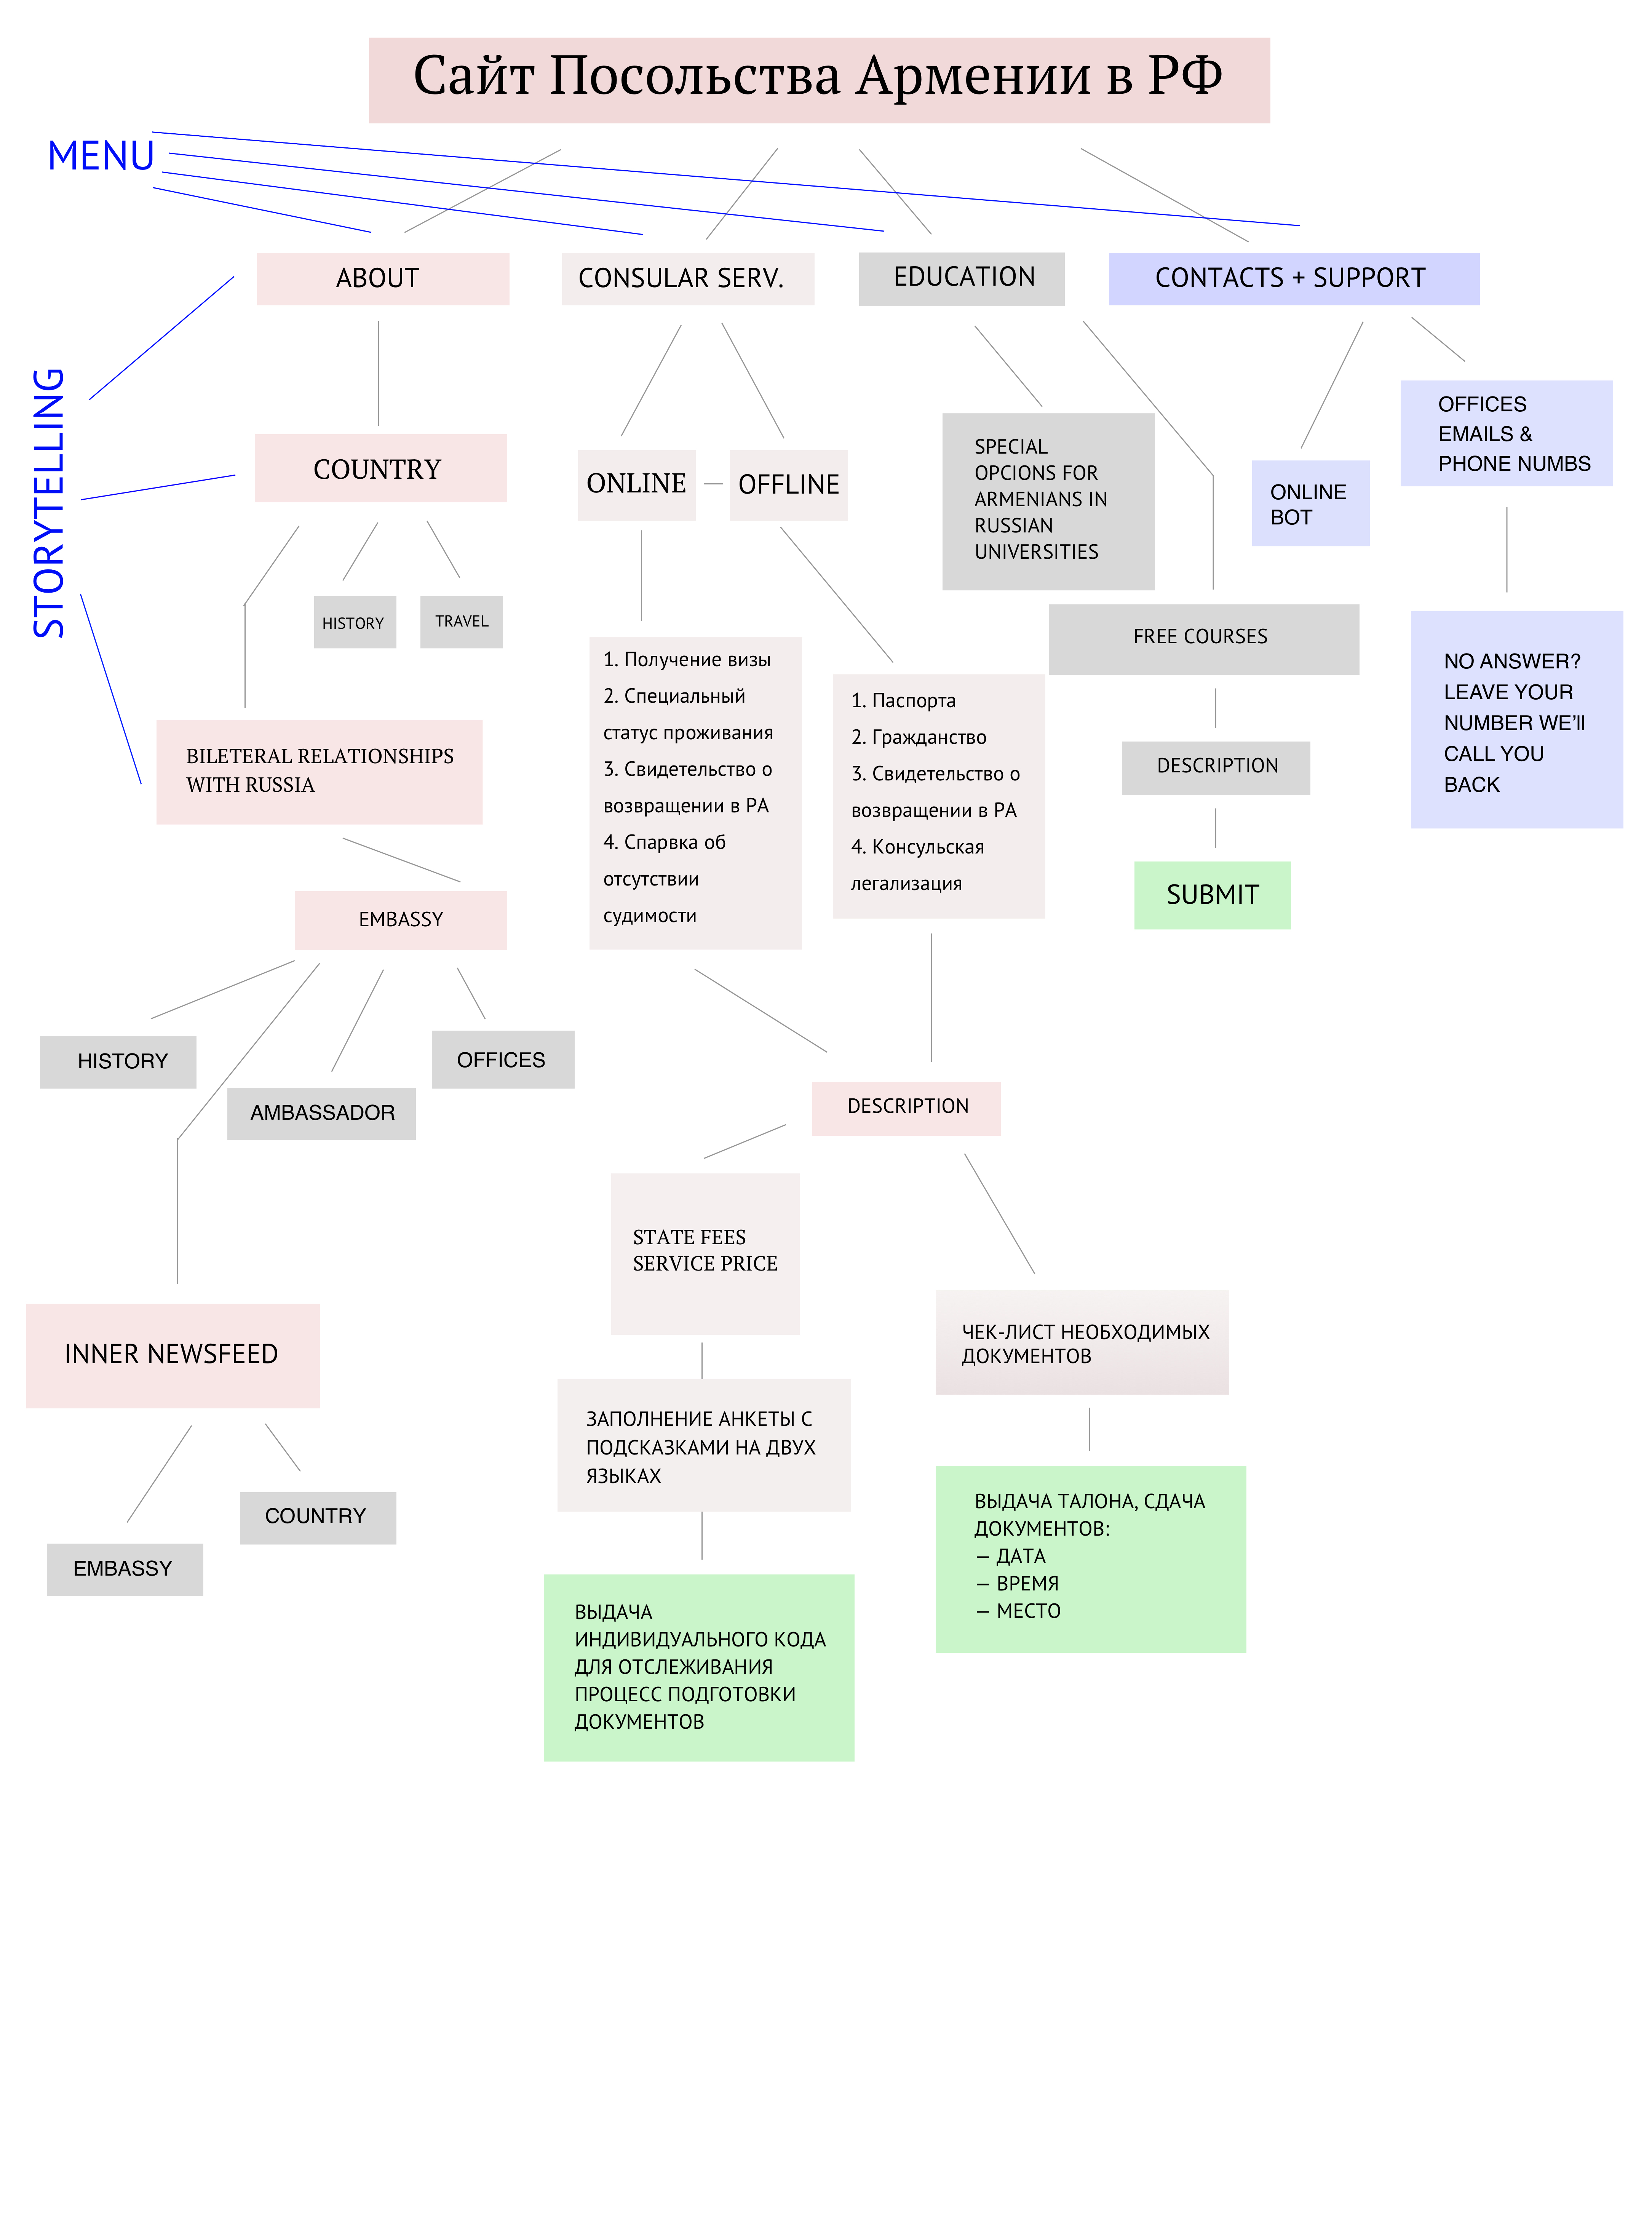 Сайт Посольства Армении в РФ
MENU
ABOUT
CONSULAR SERV.
EDUCATION
CONTACTS + SUPPORT
STORYTELLING
COUNTRY
ONLINE
OFFLINE
SPECIAL
OPCIONS FOR
ARMENIANS IN
RUSSIAN
UNIVERSITIES
ONLINE
BOT
OFFICES
EMAILS &
PHONE NUMBS
HISTORY
TRAVEL
FREE COURSES
NO ANSWER?
LEAVE YOUR
NUMBER WE'll
CALL YOU
BACK
1. Получение визы
2. Специальный
статус проживания
3. Свидетельство о
возвращении в РА
4. Спарвка об
отсутствии
судимости
1. Паспорта
2. Гражданство
3. Свидетельство о
возвращении в РА
4. Консульская
легализация
BILETERAL RELATIONSHIPS
WITH RUSSIA
DESCRIPTION
SUBMIT
EMBASSY
HISTORY
AMBASSADOR
OFFICES
DESCRIPTION
STATE FEES
SERVICE PRICE
INNER NEWSFEED
ЧЕК-ЛИСТ НЕОБХОДИМЫХ
ДОКУМЕНТОВ
ЗАПОЛНЕНИЕ АНКЕТЫ С
ПОДСКАЗКАМИ НА ДВУХ
ЯЗЫКАХ
COUNTRY
EMBASSY
ВЫДАЧА ТАЛОНА, СДАЧА
ДОКУМЕНТОВ:
— ДАТА
— ВРЕМЯ
— МЕСТО
ВЫДАЧА
ИНДИВИДУАЛЬНОГО КОДА
ДЛЯ ОТСЛЕЖИВАНИЯ
ПРОЦЕСС ПОДГОТОВКИ
ДОКУМЕНТОВ